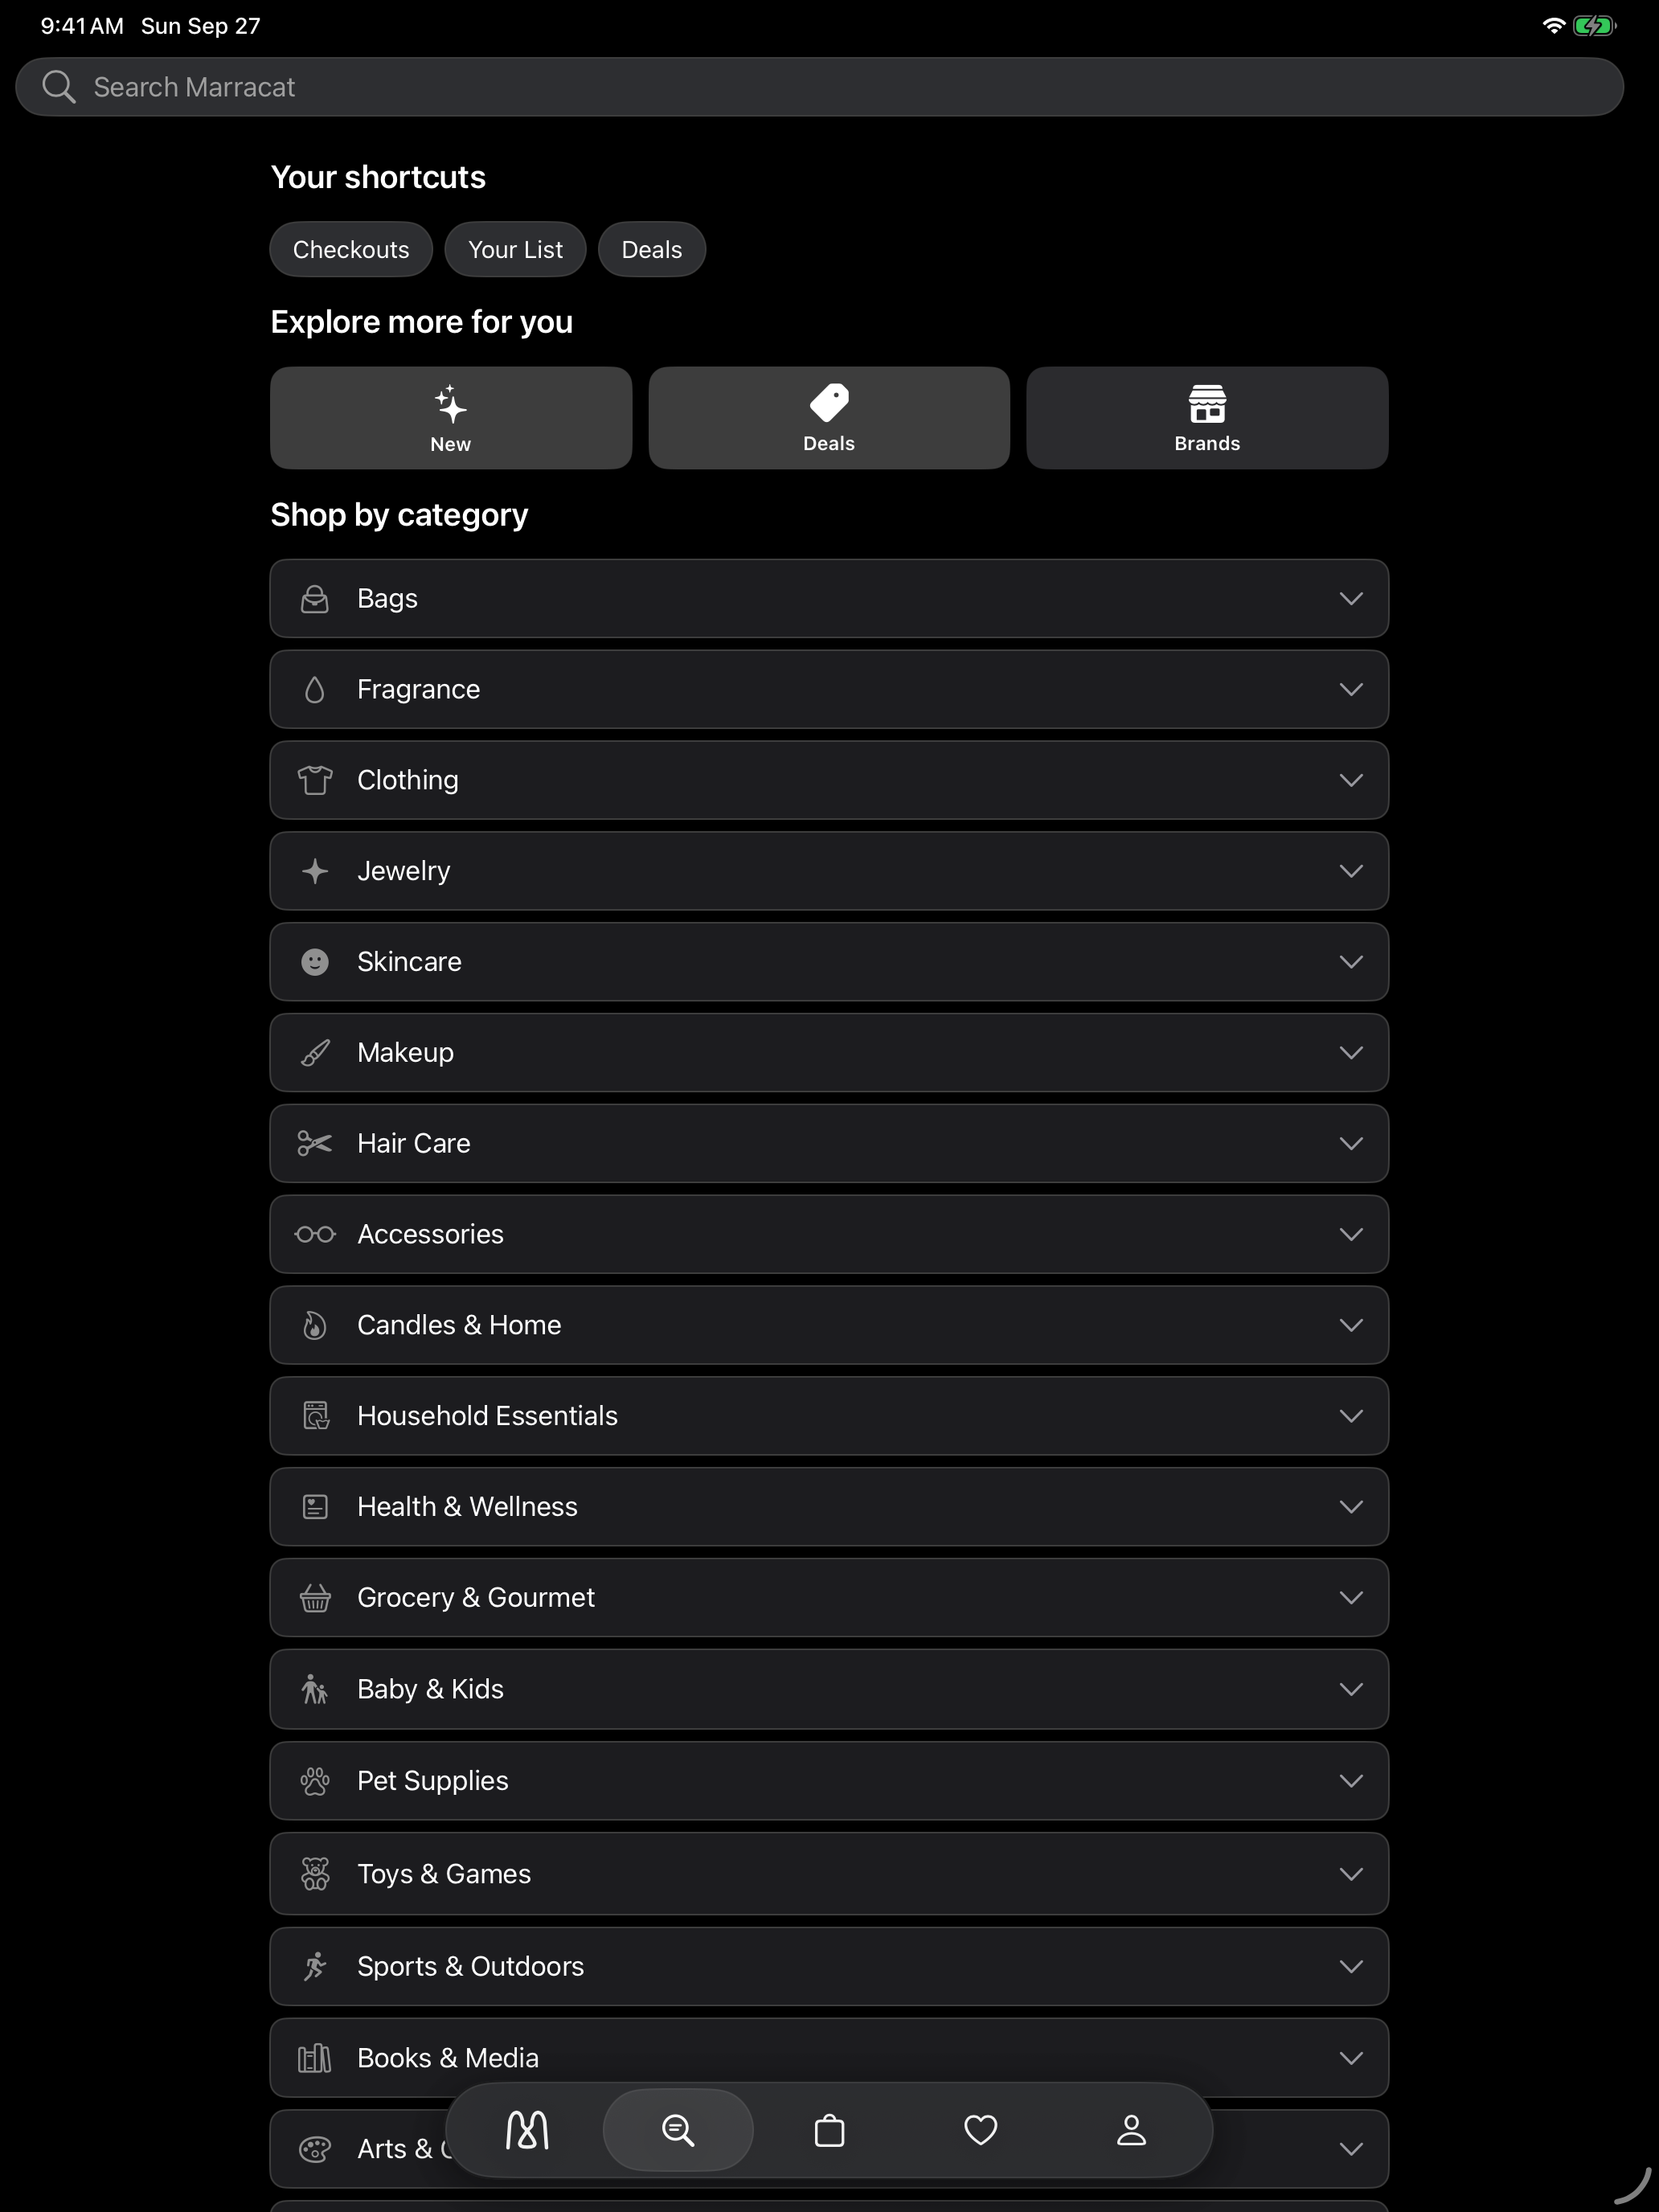 9:41 AM Sun Sep 27
Search Marracat
Your shortcuts
Checkouts Your List Deals
Explore more for you
New Deals Brands
Shop by category
Bags
Fragrance
Clothing
Jewelry
Skincare
Makeup
Hair Care
Accessories
Candles & Home
Household Essentials
Health & Wellness
Grocery & Gourmet
Baby & Kids
Pet Supplies
Toys & Games
Sports & Outdoors
Books & Media
Arts &